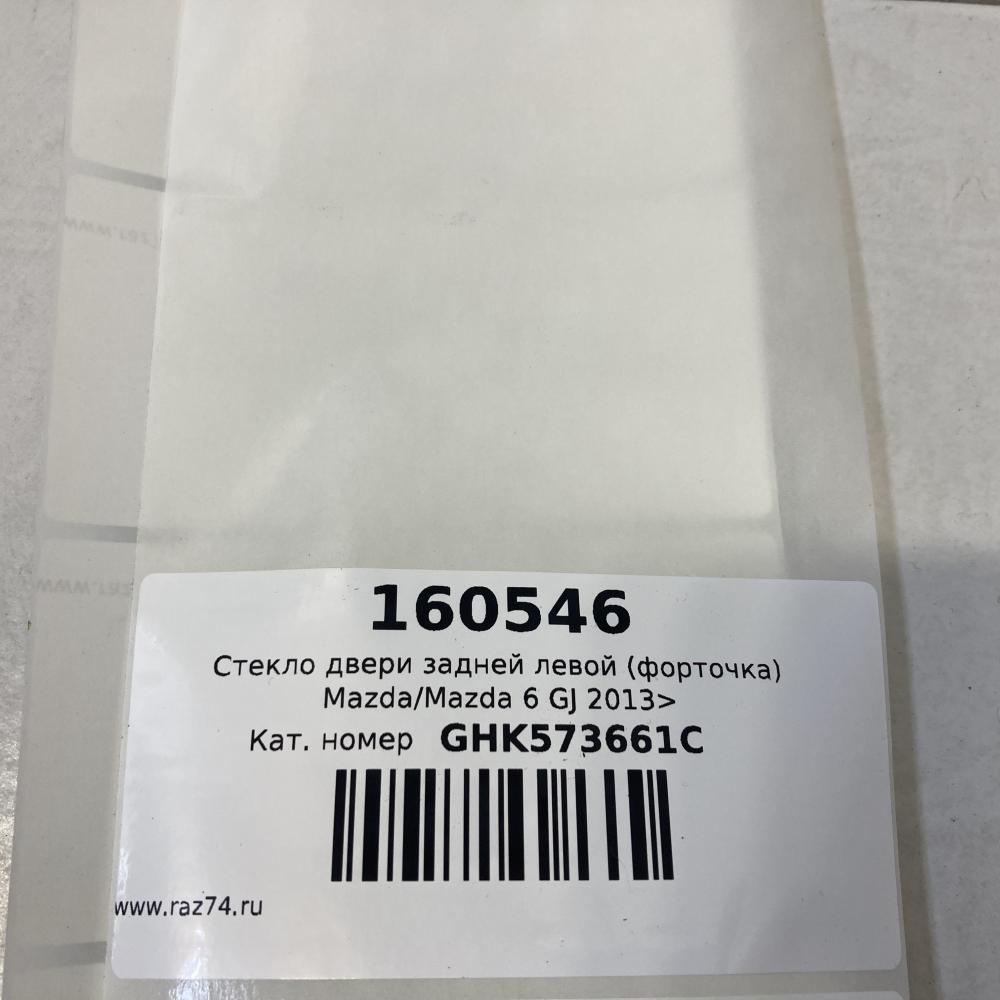 160546
Стекло двери задней левой (форточка)
Mazda/Mazda 6 GJ 2013>
Кат. номер GHK573661C
www.raz74.ru